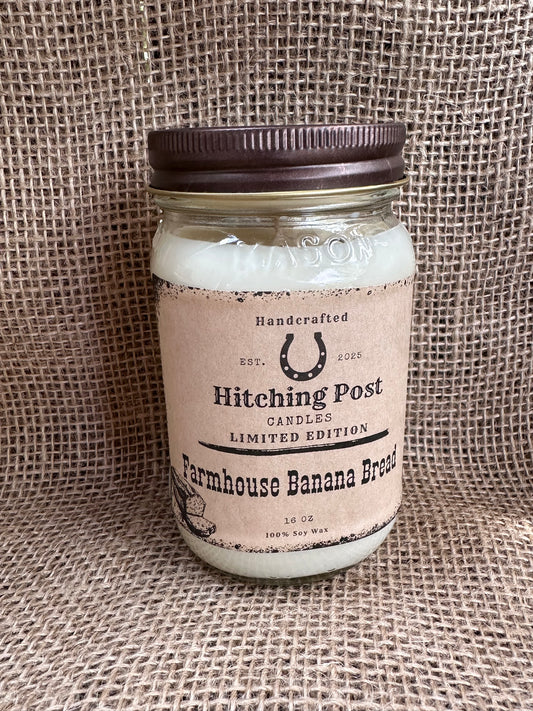 MASON
Handcrafted
EST. 2025
Hitching Post
CANDLES
LIMITED EDITION
Farmhouse Banana Bread
16 OZ
100% Soy Wax